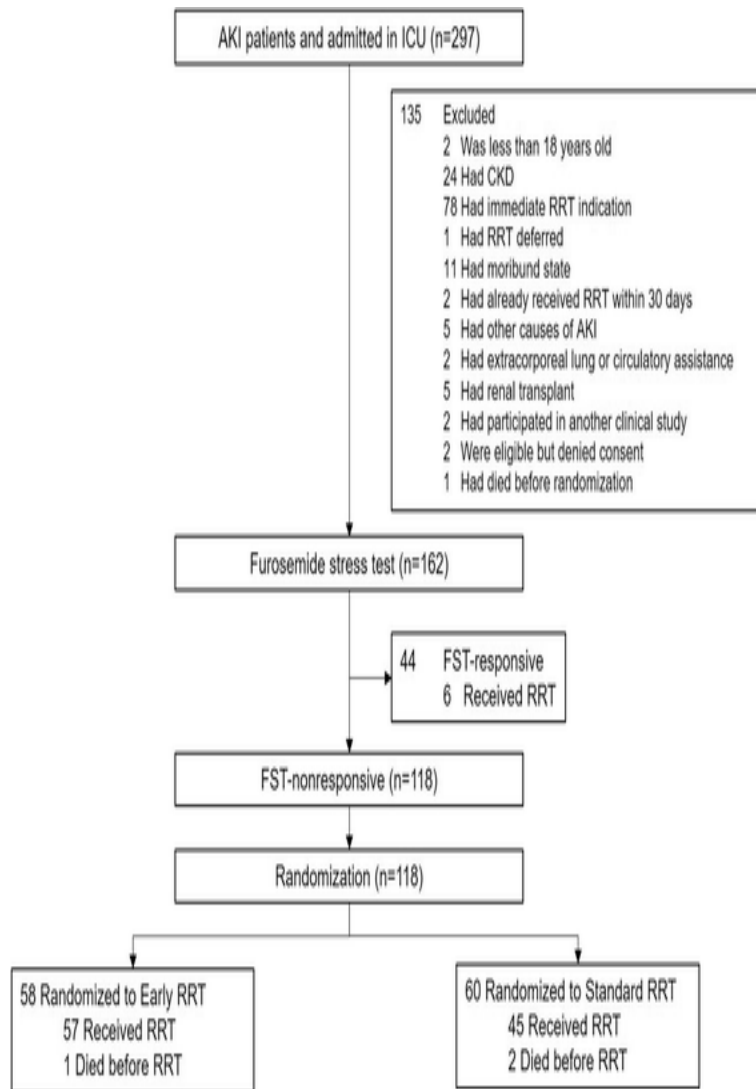 AKI patients and admitted in ICU (n=297)
135 Excluded
2 Was less than 18 years old
24 Had CKD
78 Had immediate RRT indication
1 Had RRT deferred
11 Had moribund state
2 Had already received RRT within 30 days
5 Had other causes of AKI
2 Had extracorporeal lung or circulatory assistance
5 Had renal transplant
2 Had participated in another clinical study
2 Were eligible but denied consent
1 Had died before randomization
Furosemide stress test (n=162)
44 FST-responsive
6 Received RRT
FST-nonresponsive (n=118)
Randomization (n=118)
58 Randomized to Early RRT
57 Received RRT
1 Died before RRT
60 Randomized to Standard RRT
45 Received RRT
2 Died before RRT